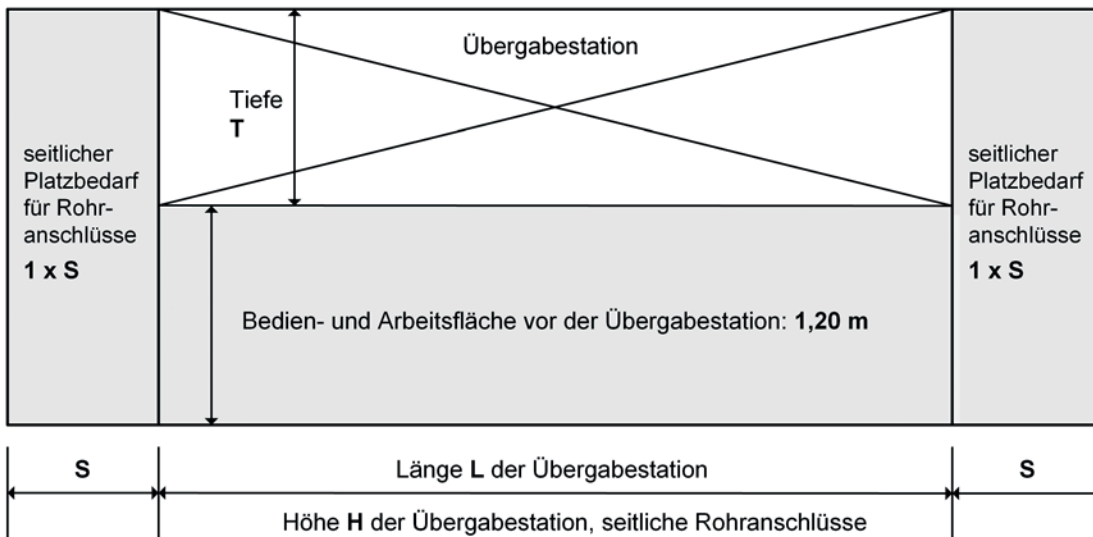 Übergabestation
Tiefe
T
seitlicher
Platzbedarf
für Rohr-
anschlüsse
1 x S
seitlicher
Platzbedarf
für Rohr-
anschlüsse
1 x S
Bedien- und Arbeitsfläche vor der Übergabestation: 1,20 m
S
Länge L der Übergabestation
S
Höhe H der Übergabestation, seitliche Rohranschlüsse